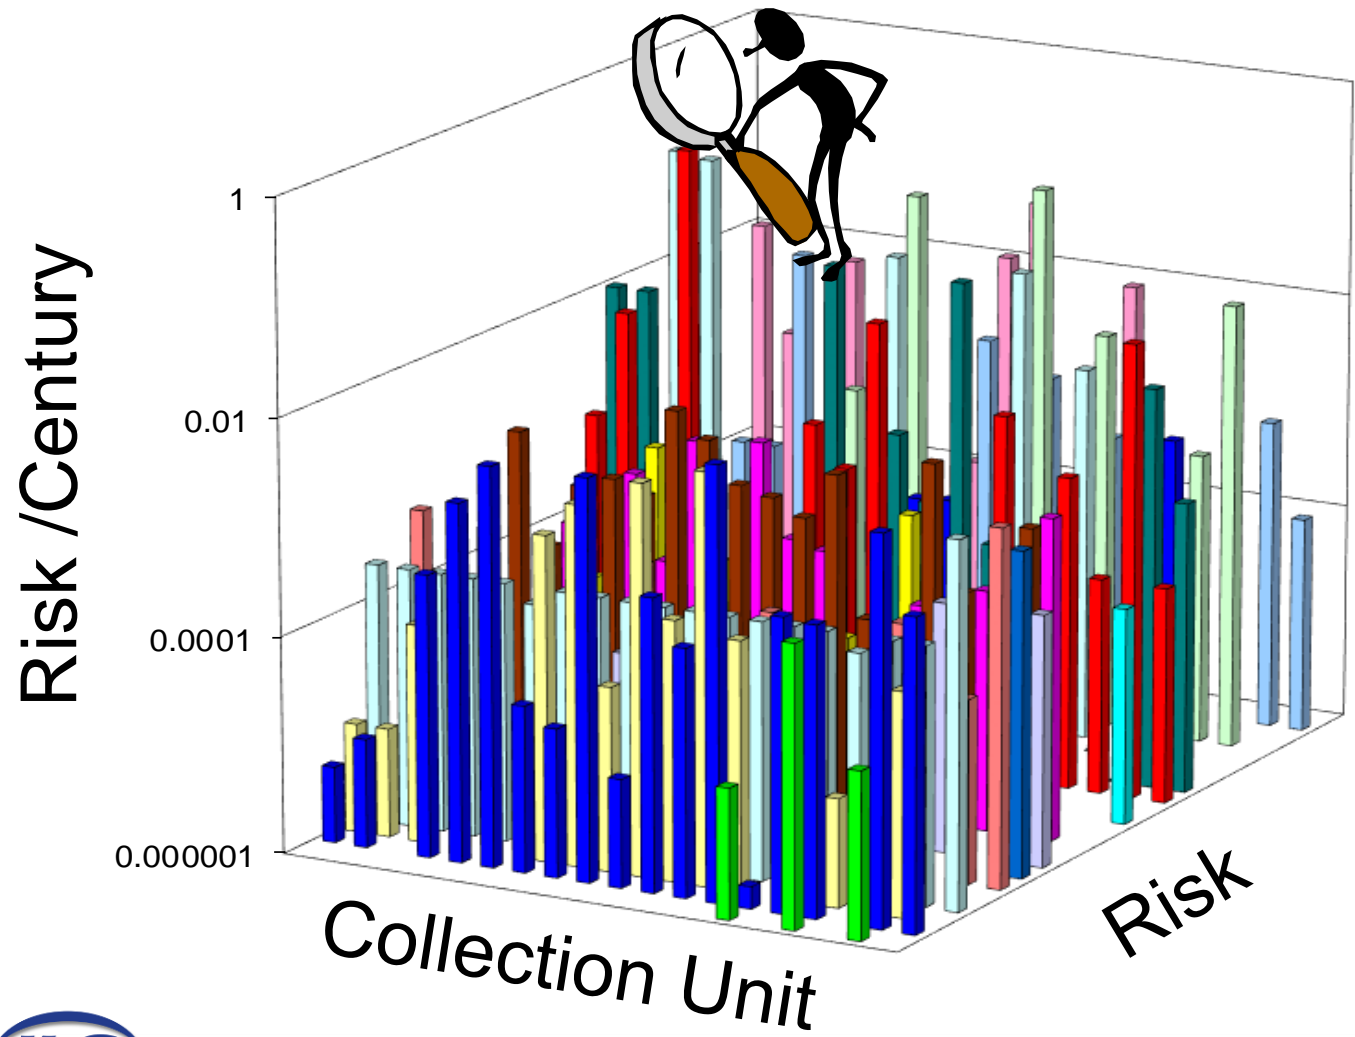 1
0.01
0.0001
0.000001
Risk /Century
Collection Unit
Risk